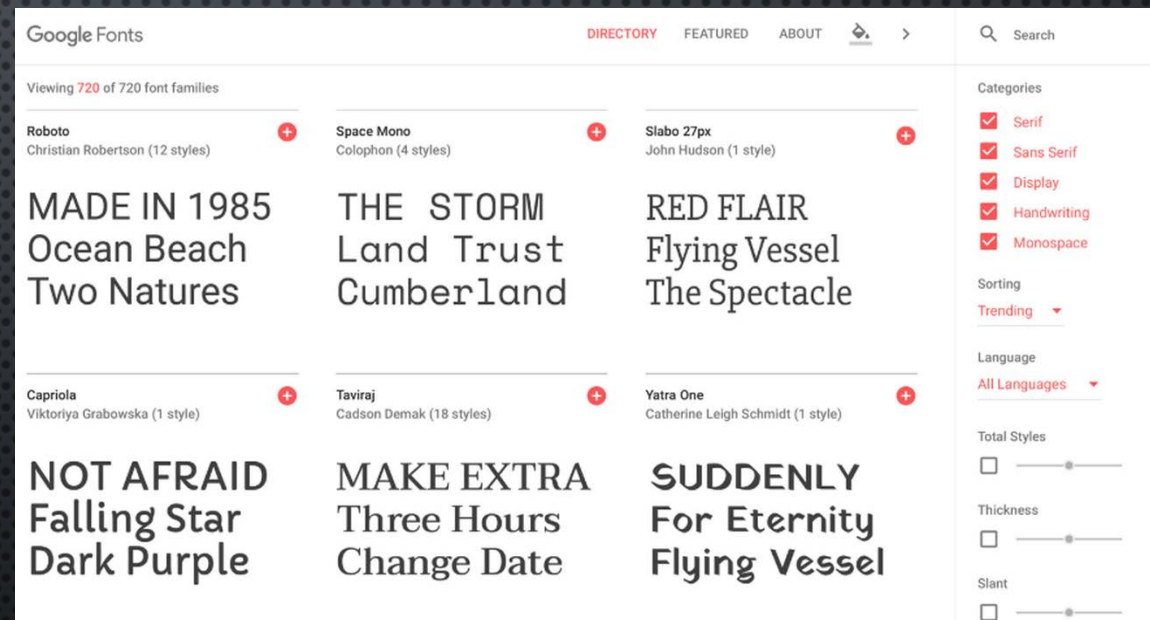 Google Fonts
DIRECTORY FEATURED ABOUT
Search
Viewing 720 of 720 font families
Roboto
Christian Robertson (12 styles)
MADE IN 1985
Ocean Beach
Two Natures
Space Mono
Colophon (4 styles)
THE STORM
Land Trust
Cumberland
Slabo 27px
John Hudson (1 style)
RED FLAIR
Flying Vessel
The Spectacle
Capriola
Viktoriya Grabowska (1 style)
NOT AFRAID
Falling Star
Dark Purple
Taviraj
Cadson Demak (18 styles)
MAKE EXTRA
Three Hours
Change Date
Yatra One
Catherine Leigh Schmidt (1 style)
SUDDENLY
For Eternity
Flying Vessel
Categories
Serif
Sans Serif
Display
Handwriting
Monospace
Sorting
Trending
Language
All Languages
Total Styles
Thickness
Slant